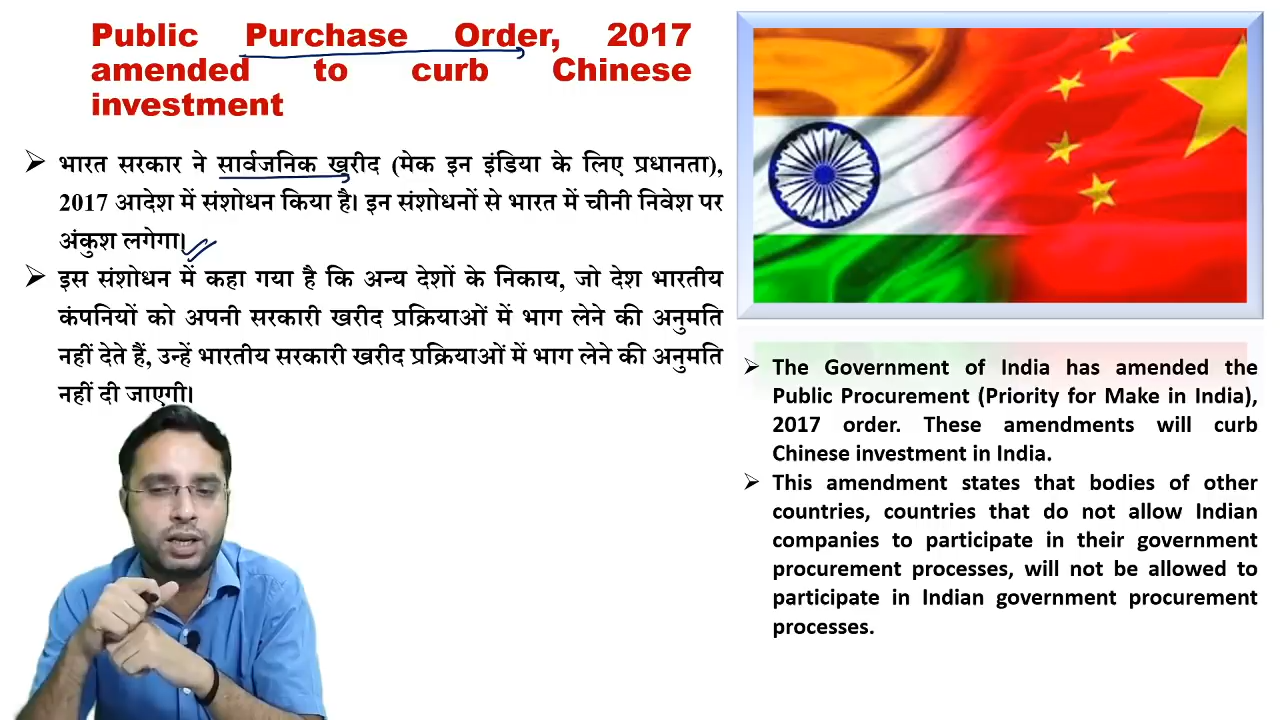 Public Purchase Order, 2017
amended to curb Chinese
investment
भारत सरकार ने सार्वजनिक खरीद (मेक इन इंडिया के लिए प्रधानता),
2017 आदेश में संशोधन किया है। इन संशोधनों से भारत में चीनी निवेश पर
अंकुश लगेगा।
इस संशोधन में कहा गया है कि अन्य देशों के निकाय, जो देश भारतीय
कंपनियों को अपनी सरकारी खरीद प्रक्रियाओं में भाग लेने की अनुमति
नहीं देते हैं, उन्हें भारतीय सरकारी खरीद प्रक्रियाओं में भाग लेने की अनुमति
नहीं दी जाएगी।
The Government of India has amended the
Public Procurement (Priority for Make in India),
2017 order. These amendments will curb
Chinese investment in India.
This amendment states that bodies of other
countries, countries that do not allow Indian
companies to participate in their government
procurement processes, will not be allowed to
participate in Indian government procurement
processes.